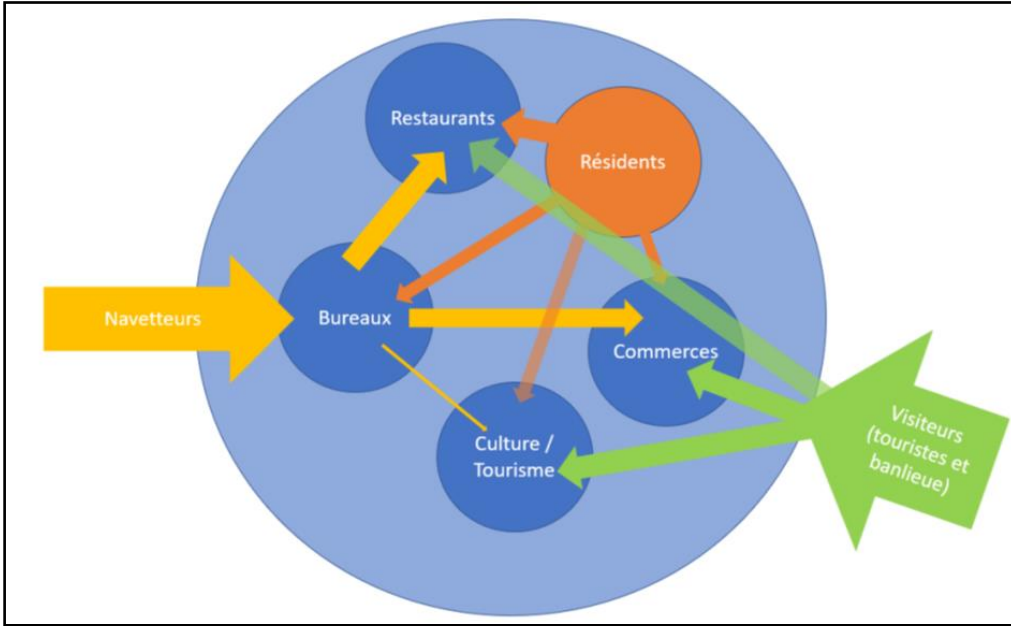 Restaurants
Résidents
Navetteurs
Bureaux
Commerces
Culture /
Tourisme
Visiteurs
(touristes et
banlieue)